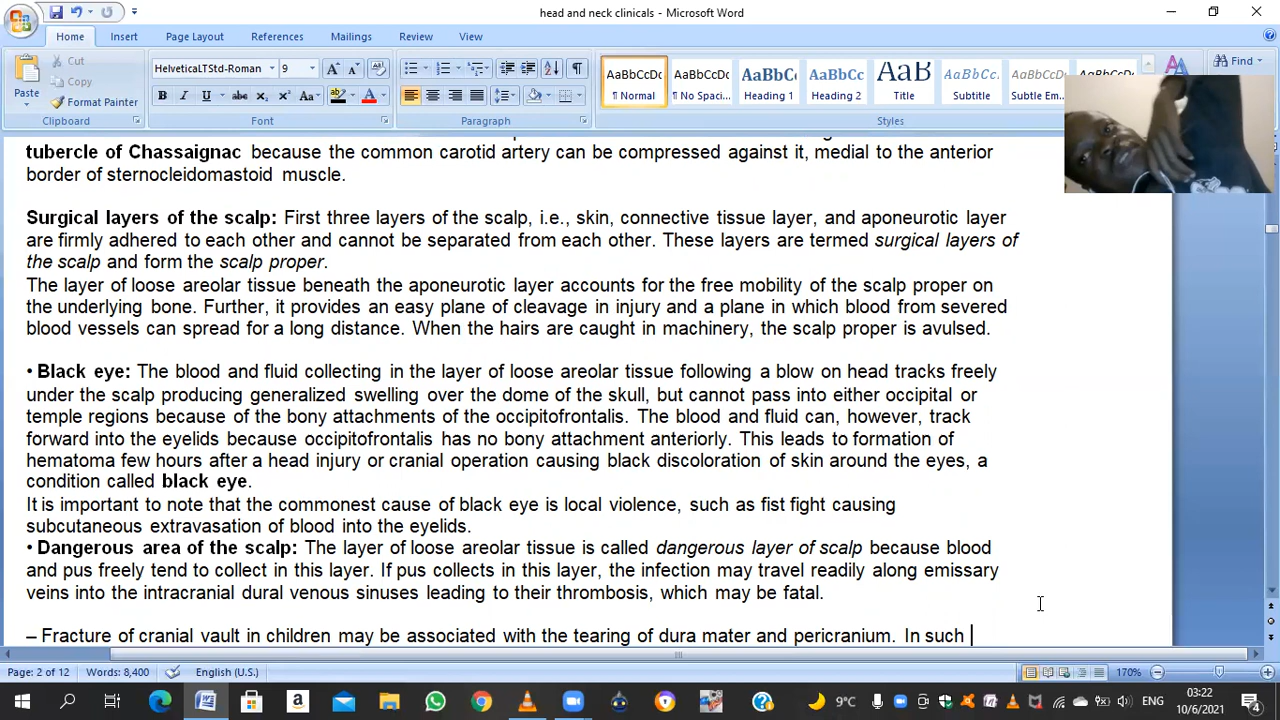 head and neck clinicals - Microsoft Word
Home Insert Page Layout References Mailings Review View
Paste
Cut
Copy
Format Painter
Clipboard
HelveticaLTStd-Roman 9
Font
Paragraph
AaBbCcDc AaBbCcDc AaBbCc AaBbCc AaB AaBbCc. AaBbCcDc
¶ Normal ¶ No Spaci... Heading 1 Heading 2 Title Subtitle Subtle Em...
Styles
Find
tubercle of Chassaignac because the common carotid artery can be compressed against it, medial to the anterior
border of sternocleidomastoid muscle.
Surgical layers of the scalp: First three layers of the scalp, i.e., skin, connective tissue layer, and aponeurotic layer
are firmly adhered to each other and cannot be separated from each other. These layers are termed surgical layers of
the scalp and form the scalp proper.
The layer of loose areolar tissue beneath the aponeurotic layer accounts for the free mobility of the scalp proper on
the underlying bone. Further, it provides an easy plane of cleavage in injury and a plane in which blood from severed
blood vessels can spread for a long distance. When the hairs are caught in machinery, the scalp proper is avulsed.
• Black eye: The blood and fluid collecting in the layer of loose areolar tissue following a blow on head tracks freely
under the scalp producing generalized swelling over the dome of the skull, but cannot pass into either occipital or
temple regions because of the bony attachments of the occipitofrontalis. The blood and fluid can, however, track
forward into the eyelids because occipitofrontalis has no bony attachment anteriorly. This leads to formation of
hematoma few hours after a head injury or cranial operation causing black discoloration of skin around the eyes, a
condition called black eye.
It is important to note that the commonest cause of black eye is local violence, such as fist fight causing
subcutaneous extravasation of blood into the eyelids.
• Dangerous area of the scalp: The layer of loose areolar tissue is called dangerous layer of scalp because blood
and pus freely tend to collect in this layer. If pus collects in this layer, the infection may travel readily along emissary
veins into the intracranial dural venous sinuses leading to their thrombosis, which may be fatal.
– Fracture of cranial vault in children may be associated with the tearing of dura mater and pericranium. In such
Page: 2 of 12 Words: 8,400 English (U.S.) 170%
9°C ENG 03:22
10/6/2021